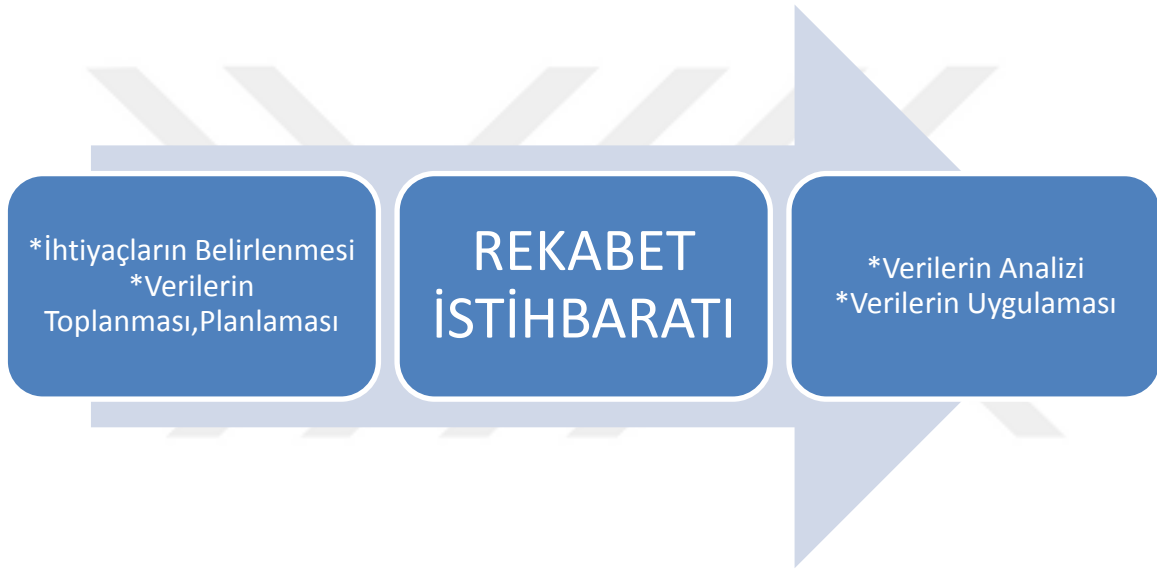 *İhtiyaçların Belirlenmesi
*Verilerin
Toplanması,Planlaması
REKABET
İSTİHBARATI
*Verilerin Analizi
*Verilerin Uygulaması